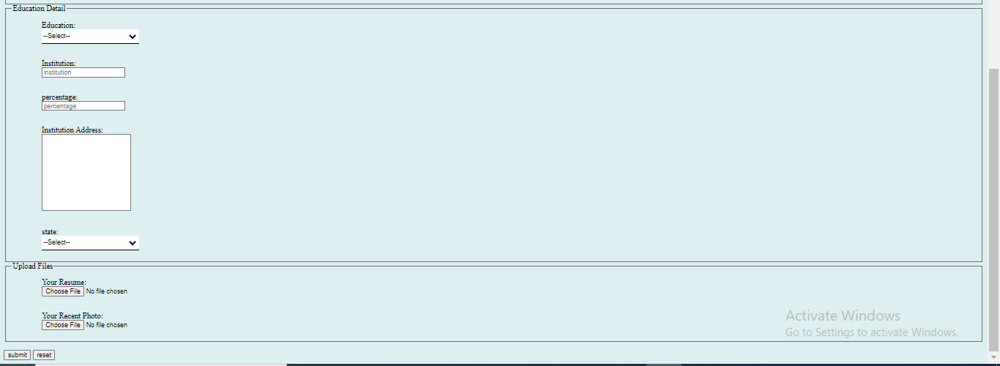 Education Detail
Education:
--Select--
Institution:
institution
percentage:
percentage
Institution Address:
state:
--Select--
Upload Files
Your Resume:
Choose File No file chosen
Your Recent Photo:
Choose File No file chosen
Activate Windows
Go to Settings to activate Windows.
submit reset